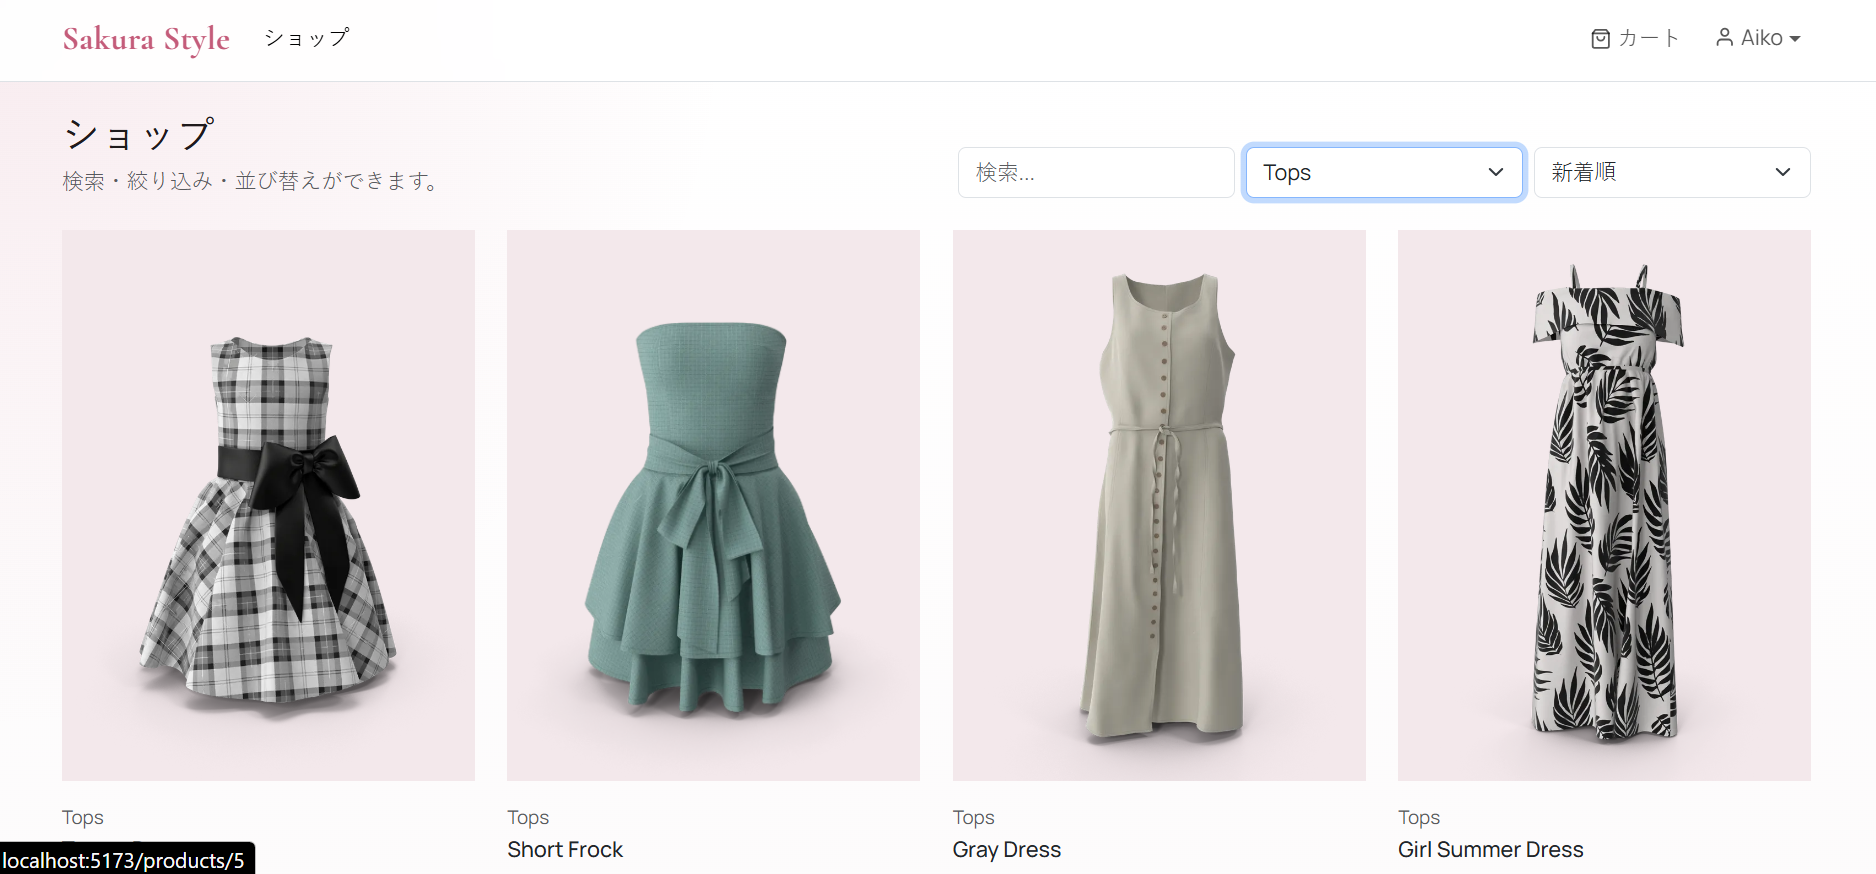 Sakura Style
ショップ
カート
Aiko
ショップ
検索・絞り込み・並び替えができます。
検索...
Tops
新着順
Tops
Tops
Tops
Tops
Short Frock
Gray Dress
Girl Summer Dress
localhost:5173/products/5